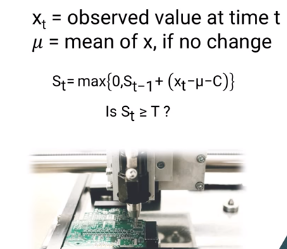 xₜ = observed value at time t
μ = mean of x, if no change
Sₜ= max{0,Sₜ₋₁+ (xₜ-μ-C)}
Is Sₜ ≥ T?